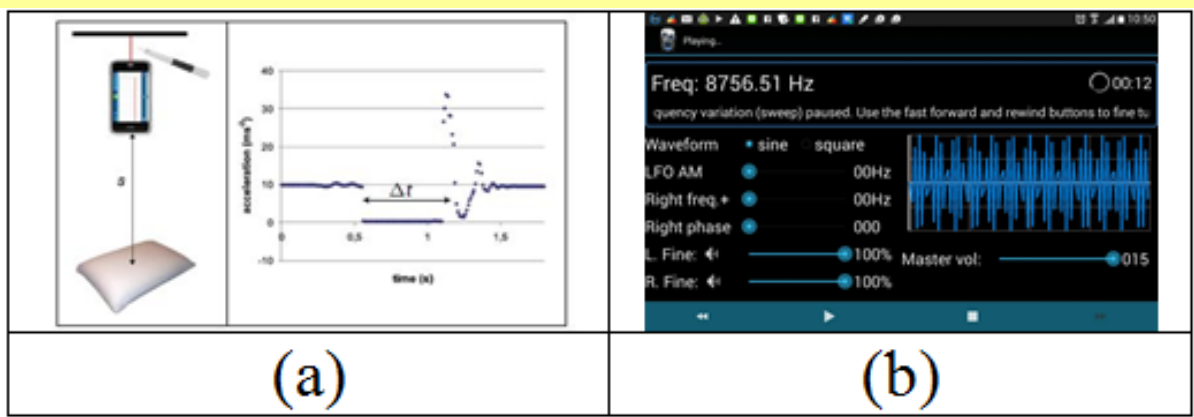 s
acceleration (ms⁻²)
40
30
20
10
0
-10
Δt
0
0,5
1
1,5
time (s)
(a)
10:50
Playing..
Freq: 8756.51 Hz
00:12
quency variation (sweep) paused. Use the fast forward and rewind buttons to fine tu
Waveform sine square
LFO AM 00Hz
Right freq.+ 00Hz
Right phase 000
L. Fine: 100%
Master vol: 015
R. Fine: 100%
(b)